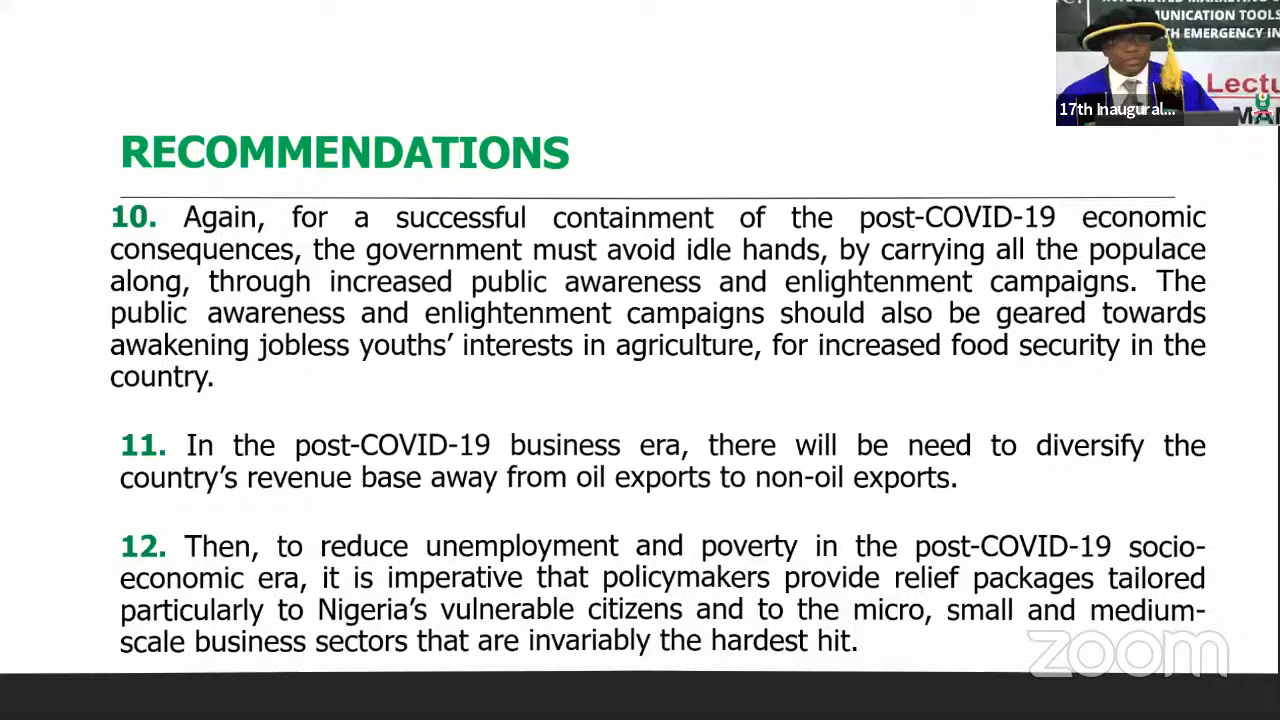 INTEGRATED MARKETING
MUNICATION TOOLS
TH EMERGENCY IN
Lectu
17th Inaugural...
RECOMMENDATIONS
10. Again, for a successful containment of the post-COVID-19 economic
consequences, the government must avoid idle hands, by carrying all the populace
along, through increased public awareness and enlightenment campaigns. The
public awareness and enlightenment campaigns should also be geared towards
awakening jobless youths’ interests in agriculture, for increased food security in the
country.
11. In the post-COVID-19 business era, there will be need to diversify the
country’s revenue base away from oil exports to non-oil exports.
12. Then, to reduce unemployment and poverty in the post-COVID-19 socio-
economic era, it is imperative that policymakers provide relief packages tailored
particularly to Nigeria’s vulnerable citizens and to the micro, small and medium-
scale business sectors that are invariably the hardest hit.
zoom